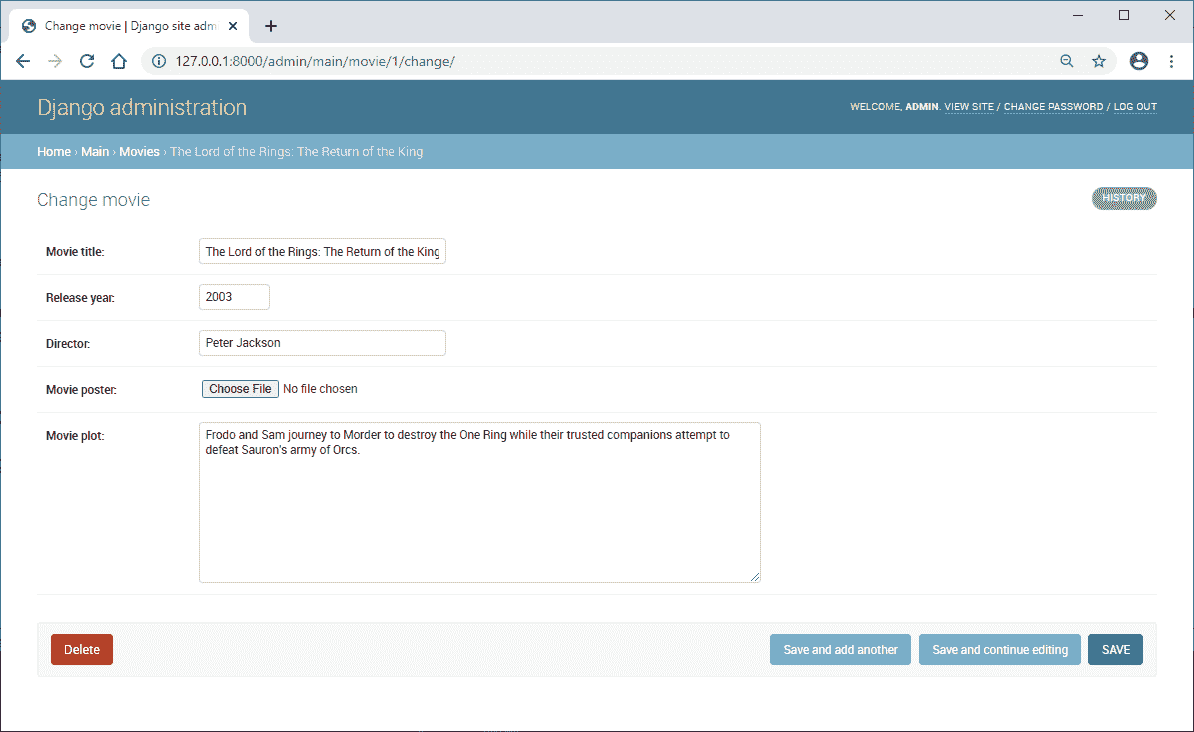 Change movie | Django site adm
127.0.0.1:8000/admin/main/movie/1/change/
Django administration
WELCOME, ADMIN. VIEW SITE / CHANGE PASSWORD / LOG OUT
Home › Main › Movies › The Lord of the Rings: The Return of the King
Change movie
HISTORY
Movie title:
The Lord of the Rings: The Return of the King
Release year:
2003
Director:
Peter Jackson
Movie poster:
Choose File No file chosen
Movie plot:
Frodo and Sam journey to Morder to destroy the One Ring while their trusted companions attempt to
defeat Sauron's army of Orcs.
Delete
Save and add another
Save and continue editing
SAVE